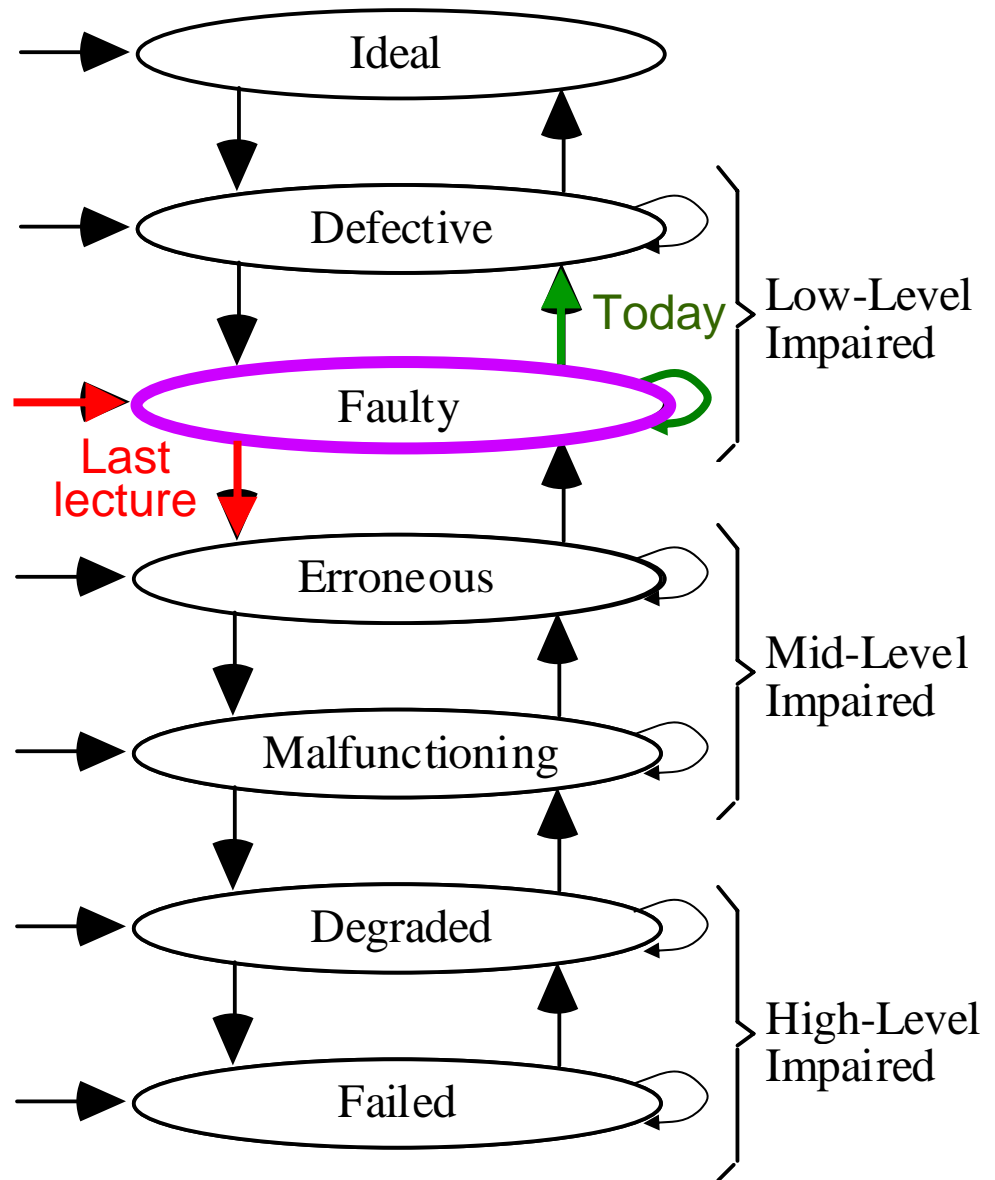 Ideal
Defective
Low-Level
Impaired
Today
Faulty
Last
lecture
Erroneous
Mid-Level
Impaired
Malfunctioning
Degraded
High-Level
Impaired
Failed